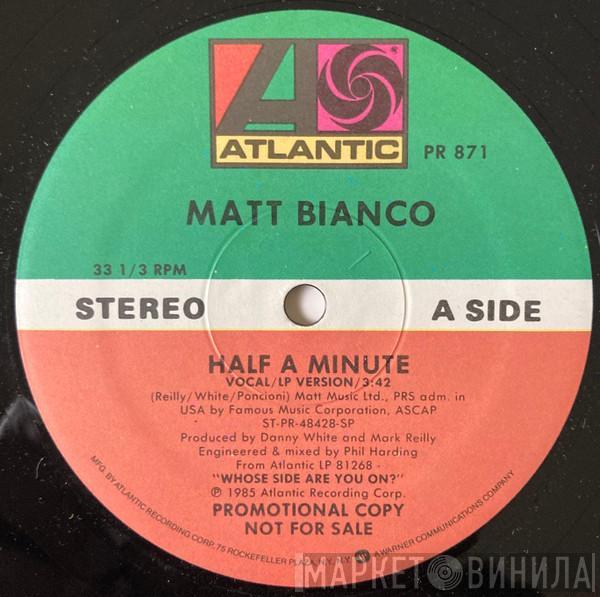 ATLANTIC
PR 871
MATT BIANCO
33 1/3 RPM
STEREO
A SIDE
HALF A MINUTE
VOCAL/LP VERSION/3:42
(Reilly/White/Poncioni) Matt Music Ltd., PRS adm. in
USA by Famous Music Corporation, ASCAP
ST-PR-48428-SP
Produced by Danny White and Mark Reilly
Engineered & mixed by Phil Harding
From Atlantic LP 81268 -
"WHOSE SIDE ARE YOU ON?"
℗ 1985 Atlantic Recording Corp.
PROMOTIONAL COPY
NOT FOR SALE
MFG. BY ATLANTIC RECORDING CORP., 75 ROCKEFELLER PLAZA, N.Y., N.Y. A WARNER COMMUNICATIONS COMPANY
МАРКЕТ ВИНИЛА